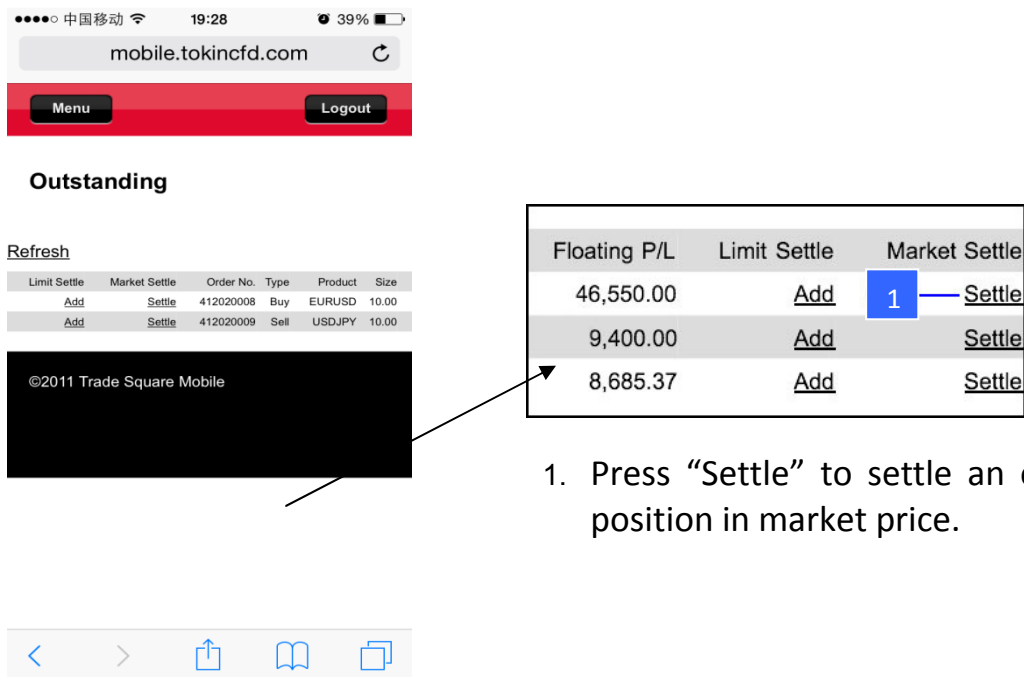 中国移动 19:28 39%
mobile.tokincfd.com
Menu Logout
Outstanding
Refresh
Limit Settle Market Settle Order No. Type Product Size
Add Settle 412020008 Buy EURUSD 10.00
Add Settle 412020009 Sell USDJPY 10.00
©2011 Trade Square Mobile
Floating P/L Limit Settle Market Settle
46,550.00 Add 1 Settle
9,400.00 Add Settle
8,685.37 Add Settle
1. Press “Settle” to settle an
position in market price.